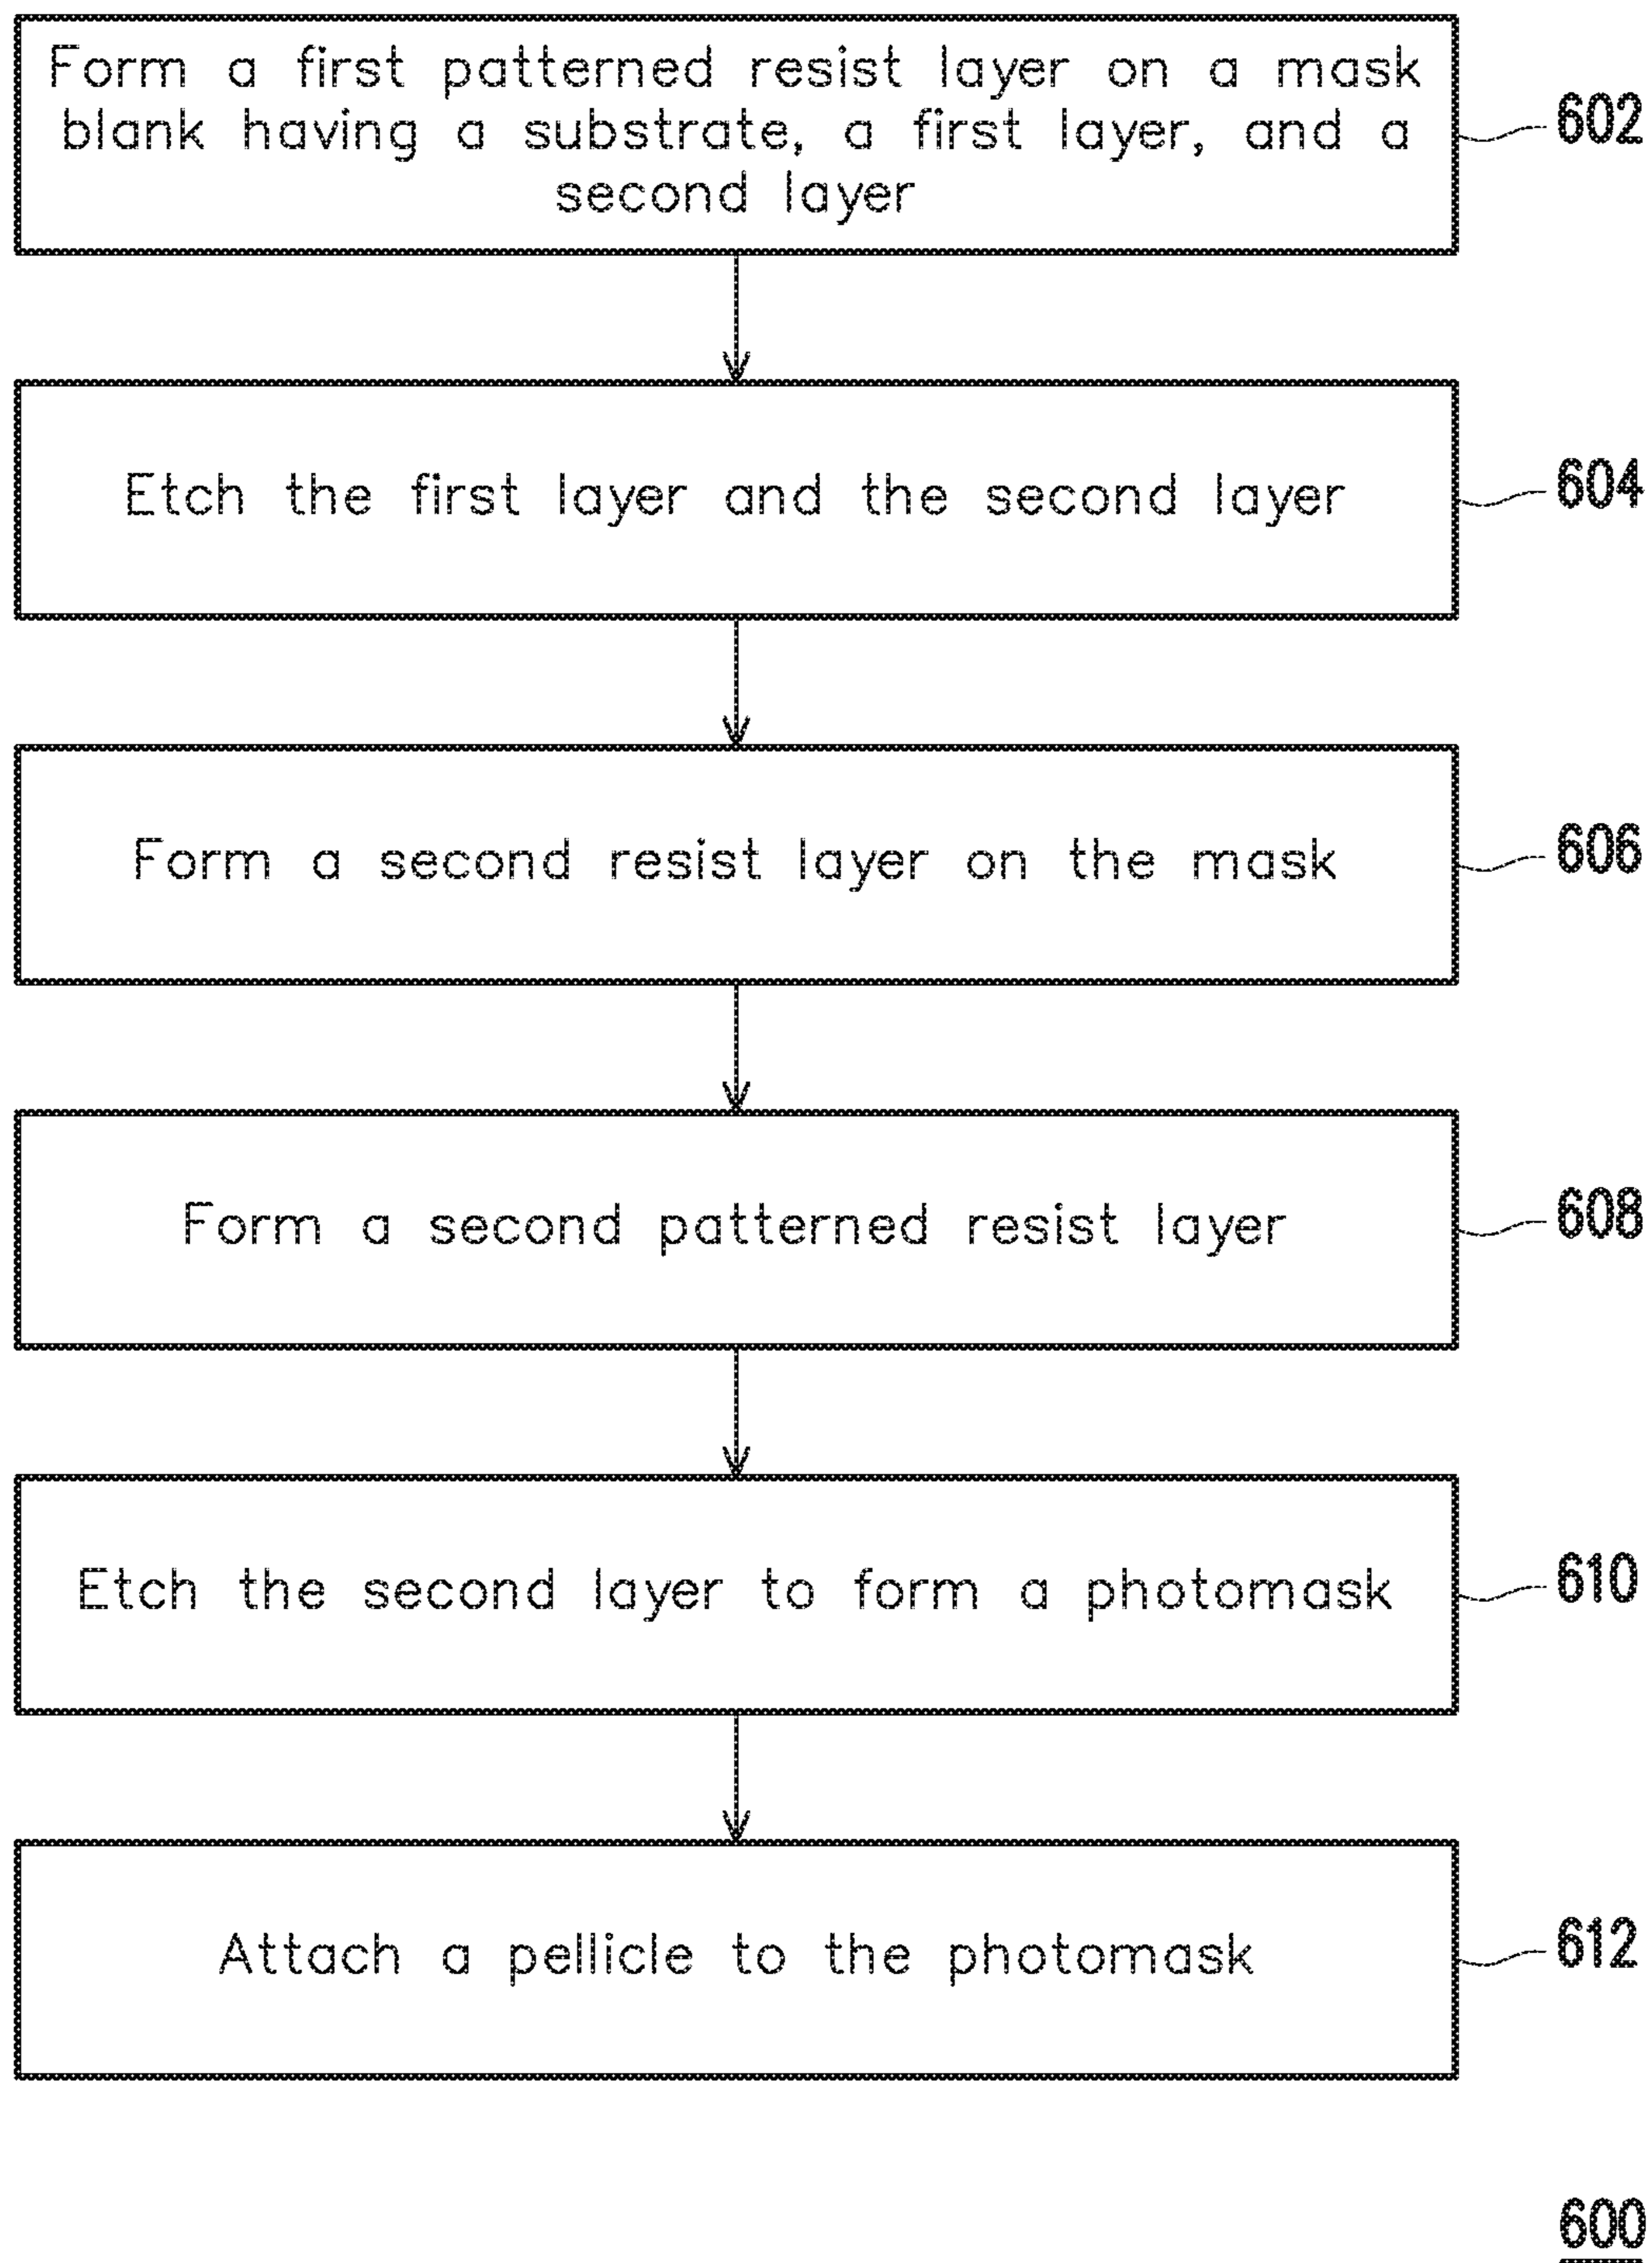 Form a first patterned resist layer on a mask
blank having a substrate, a first layer, and a
second layer
602
Etch the first layer and the second layer
604
Form a second resist layer on the mask
606
Form a second patterned resist layer
608
Etch the second layer to form a photomask
610
Attach a pellicle to the photomask
612
600